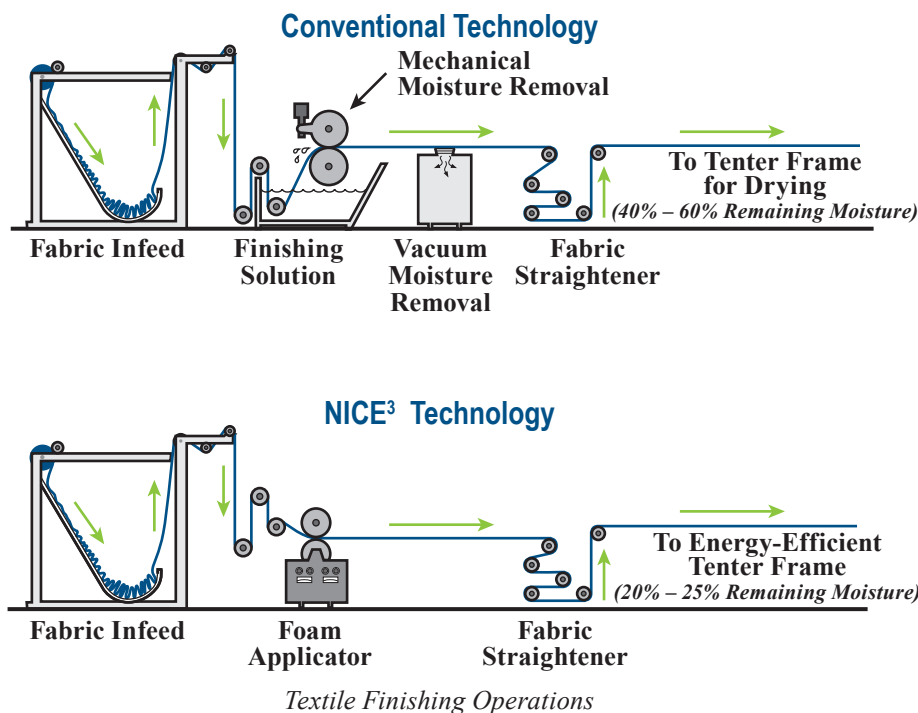 Conventional Technology
Mechanical
Moisture Removal
To Tenter Frame
for Drying
(40% – 60% Remaining Moisture)
Fabric Infeed
Finishing
Solution
Vacuum
Moisture
Removal
Fabric
Straightener
NICE³ Technology
To Energy-Efficient
Tenter Frame
(20% – 25% Remaining Moisture)
Fabric Infeed
Foam
Applicator
Fabric
Straightener
Textile Finishing Operations